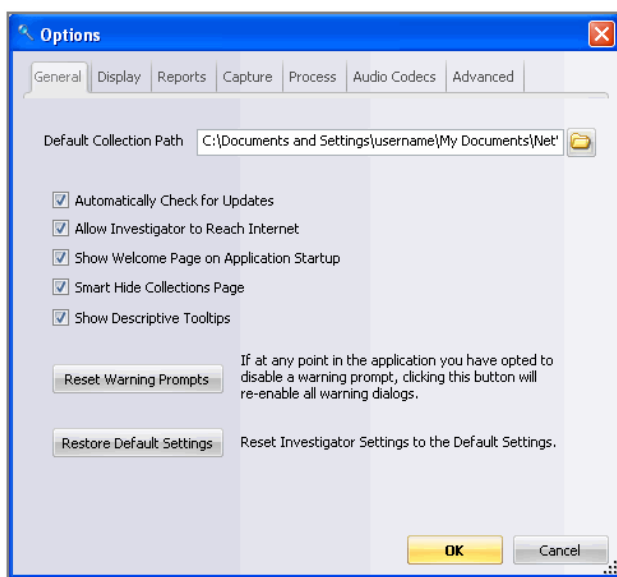 Options
General Display Reports Capture Process Audio Codecs Advanced
Default Collection Path C:\Documents and Settings\username\My Documents\Net'
Automatically Check for Updates
Allow Investigator to Reach Internet
Show Welcome Page on Application Startup
Smart Hide Collections Page
Show Descriptive Tooltips
If at any point in the application you have opted to
Reset Warning Prompts disable a warning prompt, clicking this button will
re-enable all warning dialogs.
Restore Default Settings Reset Investigator Settings to the Default Settings.
OK Cancel